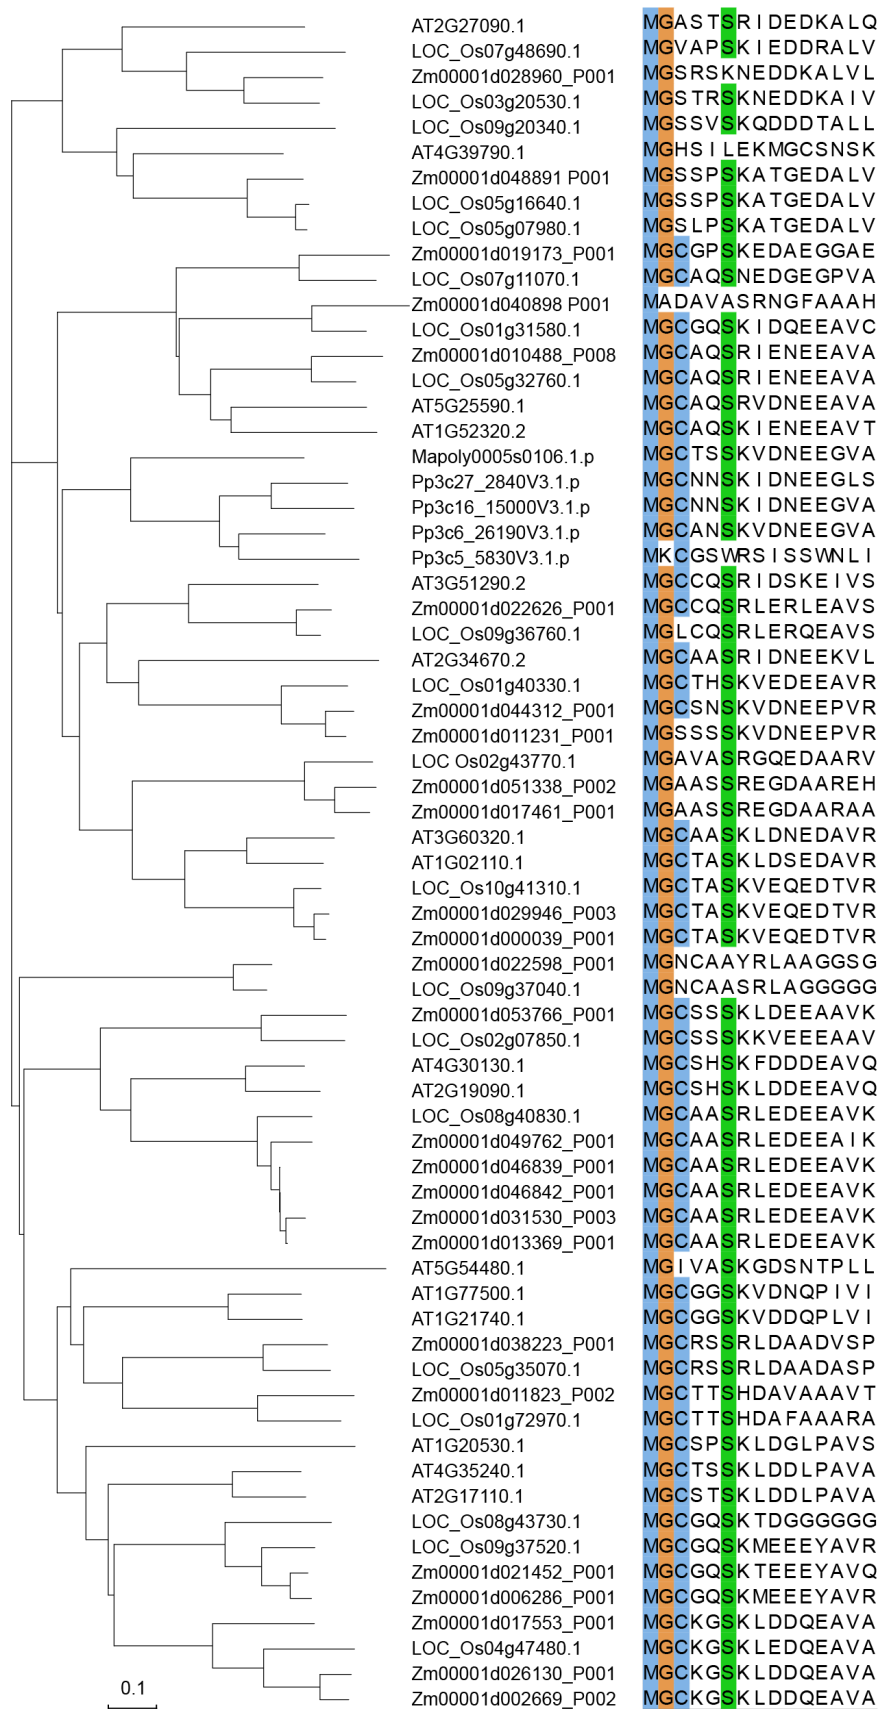 AT2G27090.1 MGASTSRIDEDKALQ
LOC_Os07g48690.1 MGVAPSKIEDDRALV
Zm00001d028960_P001 MGSRSKNEDDKALVL
LOC_Os03g20530.1 MGSTRSKNEDDKAIV
LOC_Os09g20340.1 MGSSVSKQDDDTALL
AT4G39790.1 MGHSILEKMGCSNSK
Zm00001d048891 P001 MGSSPSKATGEDALV
LOC_Os05g16640.1 MGSSPSKATGEDALV
LOC_Os05g07980.1 MGSLPSKATGEDALV
Zm00001d019173_P001 MGCGPSKEDAEGGAE
LOC_Os07g11070.1 MGCAQSNEDGEGPVA
Zm00001d040898 P001 MADAVASRNGFAAAH
LOC_Os01g31580.1 MGCGQSKIDQEEAVC
Zm00001d010488_P008 MGCAQSRIENEEAVA
LOC_Os05g32760.1 MGCAQSRIENEEAVA
AT5G25590.1 MGCAQSRVDNEEAVA
AT1G52320.2 MGCAQSKIENEEAVT
Mapoly0005s0106.1.p MGCTSSKVDNEEGVA
Pp3c27_2840V3.1.p MGCNNSKIDNEEGLS
Pp3c16_15000V3.1.p MGCNNSKIDNEEGVA
Pp3c6_26190V3.1.p MGCANSKVDNEEGVA
Pp3c5_5830V3.1.p MKCGSWRSISSWNLI
AT3G51290.2 MGCCQSRIDSKEIVS
Zm00001d022626_P001 MGCCQSRLERLEAVS
LOC_Os09g36760.1 MGLCQSRLERQEAVS
AT2G34670.2 MGCAASRIDNEEKVL
LOC_Os01g40330.1 MGCTHSKVEDEEAVR
Zm00001d044312_P001 MGCSNSKVDNEEPVR
Zm00001d011231_P001 MGSSSSKVDNEEPVR
LOC Os02g43770.1 MGAVASRGQEDAARV
Zm00001d051338_P002 MGAASSREGDAAREH
Zm00001d017461_P001 MGAASSREGDAARAA
AT3G60320.1 MGCAASKLDNEDAVR
AT1G02110.1 MGCTASKLDSEDAVR
LOC_Os10g41310.1 MGCTASKVEQEDTVR
Zm00001d029946_P003 MGCTASKVEQEDTVR
Zm00001d000039_P001 MGCTASKVEQEDTVR
Zm00001d022598_P001 MGNCAAYRLAAGGSG
LOC_Os09g37040.1 MGNCAASRLAGGGGG
Zm00001d053766_P001 MGCSSSKLDEEAAVK
LOC_Os02g07850.1 MGCSSSKKVEEEAAV
AT4G30130.1 MGCSHSKFDDDEAVQ
AT2G19090.1 MGCSHSKLDDEEAVQ
LOC_Os08g40830.1 MGCAASRLEDEEAVK
Zm00001d049762_P001 MGCAASRLEDEEAIK
Zm00001d046839_P001 MGCAASRLEDEEAVK
Zm00001d046842_P001 MGCAASRLEDEEAVK
Zm00001d031530_P003 MGCAASRLEDEEAVK
Zm00001d013369_P001 MGCAASRLEDEEAVK
AT5G54480.1 MGIVASKGDSNTPLL
AT1G77500.1 MGCGGSKVDNQPIVI
AT1G21740.1 MGCGGSKVDDQPLVI
Zm00001d038223_P001 MGCRSSRLDAADVSP
LOC_Os05g35070.1 MGCRSSRLDAADASP
Zm00001d011823_P002 MGCTTSHDAVAAAVT
LOC_Os01g72970.1 MGCTTSHDAFAAARA
AT1G20530.1 MGCSPSKLDGLPAVS
AT4G35240.1 MGCTSSKLDDLPAVA
AT2G17110.1 MGCSTSKLDDLPAVA
LOC_Os08g43730.1 MGCGQSKTDGGGGGG
LOC_Os09g37520.1 MGCGQSKMEEEYAVR
Zm00001d021452_P001 MGCGQSKTEEEYAVQ
Zm00001d006286_P001 MGCGQSKMEEEYAVR
Zm00001d017553_P001 MGCKGSKLDDQEAVA
LOC_Os04g47480.1 MGCKGSKLEDQEAVA
Zm00001d026130_P001 MGCKGSKLDDQEAVA
Zm00001d002669_P002 MGCKGSKLDDQEAVA
0.1